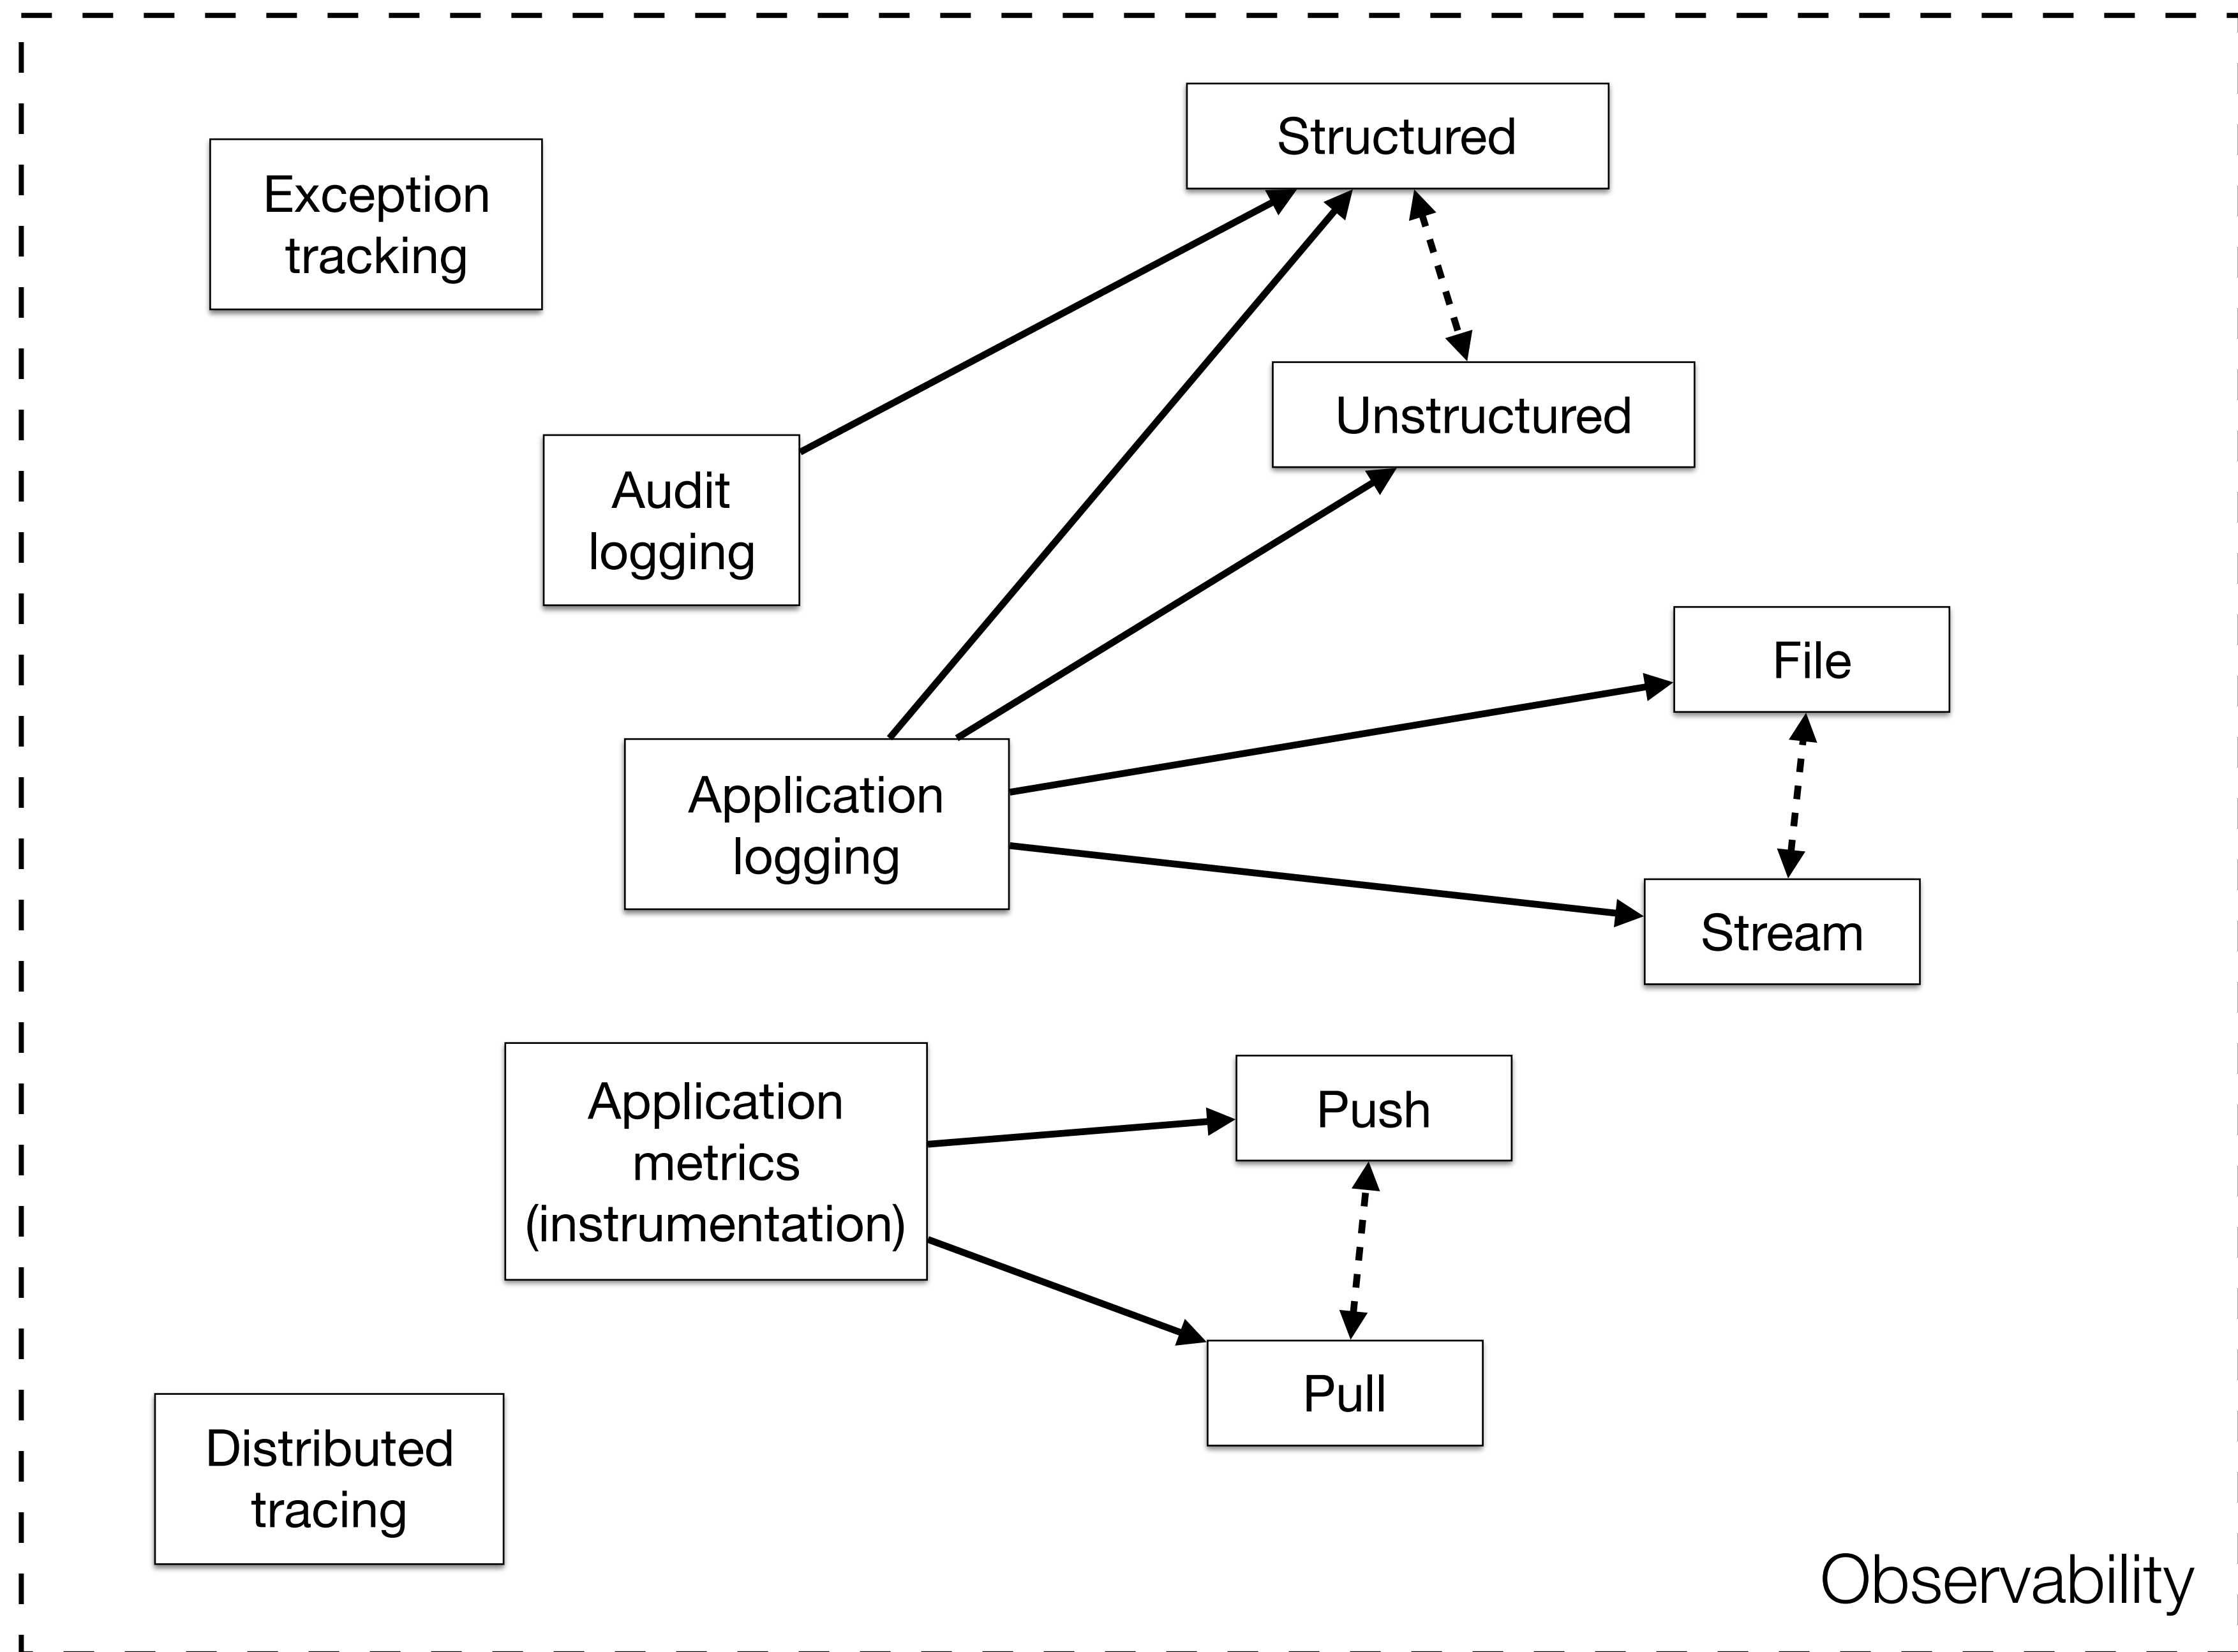 Structured
Exception
tracking
Unstructured
Audit
logging
File
Application
logging
Stream
Application
metrics
(instrumentation)
Push
Pull
Distributed
tracing
Observability